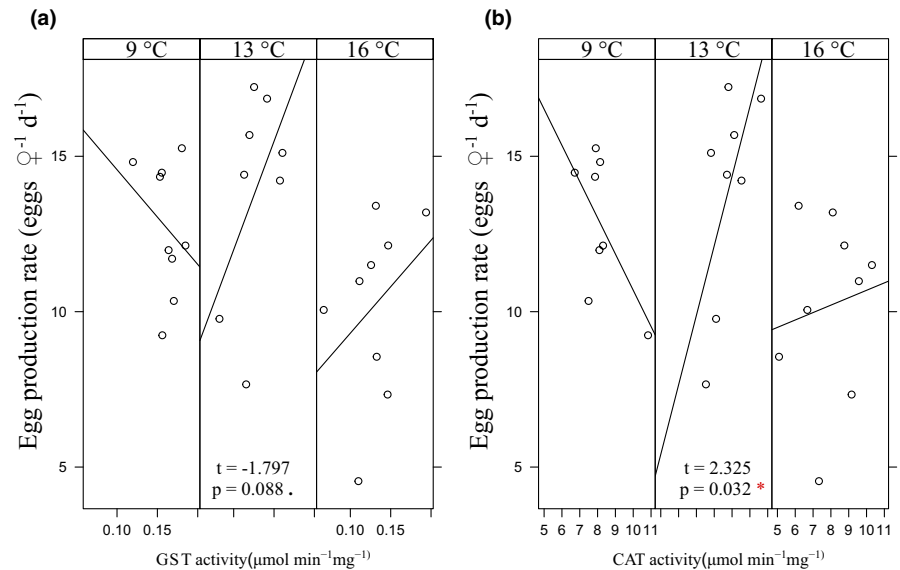 (a)
9 °C 13 °C 16 °C
Egg production rate (eggs ♀⁻¹ d⁻¹)
15
10
5
t = -1.797
p = 0.088 .
0.10 0.15 0.10 0.15
GST activity(μmol min⁻¹mg⁻¹)
(b)
9 °C 13 °C 16 °C
Egg production rate (eggs ♀⁻¹ d⁻¹)
15
10
5
t = 2.325
p = 0.032 *
5 6 7 8 9 10 11 5 6 7 8 9 10 11
CAT activity(μmol min⁻¹mg⁻¹)